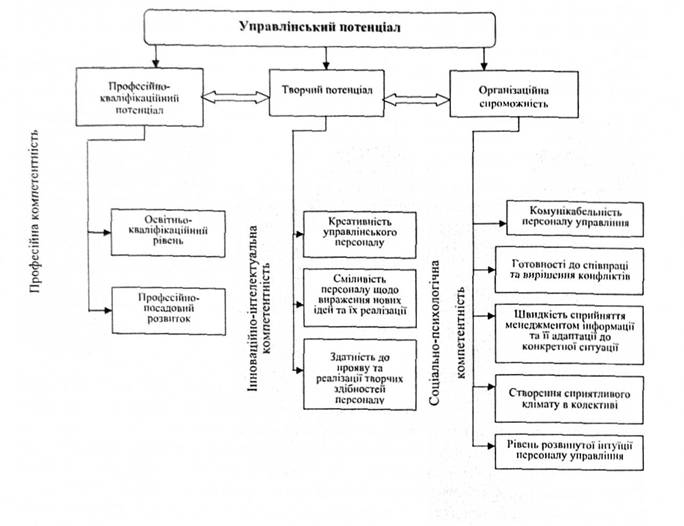 Управлінський потенціал
Професійно-
кваліфікаційний
потенціал
Творчий потенціал
Організаційна
спроможність
Професійна компетентність
Освітньо-
кваліфікаційний
рівень
Професійно-
посадовий
розвиток
Інноваційно-інтелектуальна
компетентність
Креативність
управлінського
персоналу
Сміливість
персоналу щодо
вираження нових
ідей та їх реалізації
Здатність до
прояву та
реалізації творчих
здібностей
персоналу
Соціально-психологічна
компетентність
Комунікабельність
персоналу управління
Готовності до співпраці
та вирішення конфліктів
Швидкість сприйняття
менеджментом інформації
та її адаптації до
конкретної ситуації
Створення сприятливого
клімату в колективі
Рівень розвинутої інтуїції
персоналу управління